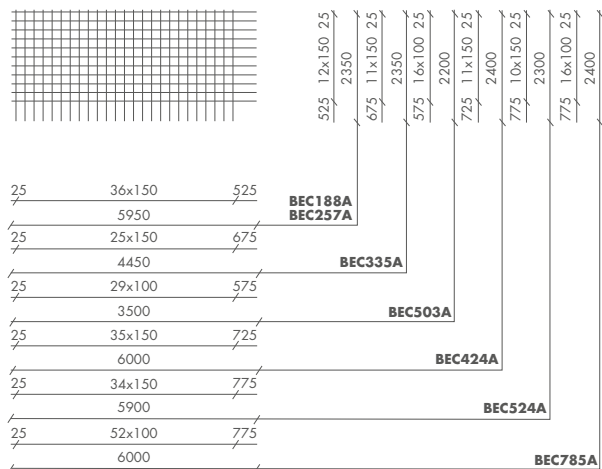 25 12x150 525
2350
25 11x150 675
2350
25 16x100 575
2200
25 11x150 725
2400
25 10x150 775
2300
25 16x100 775
2400
25 36x150 525
BEC188A
5950 BEC257A
25 25x150 675
4450 BEC335A
25 29x100 575
3500 BEC503A
25 35x150 725
6000 BEC424A
25 34x150 775
5900 BEC524A
25 52x100 775
6000 BEC785A